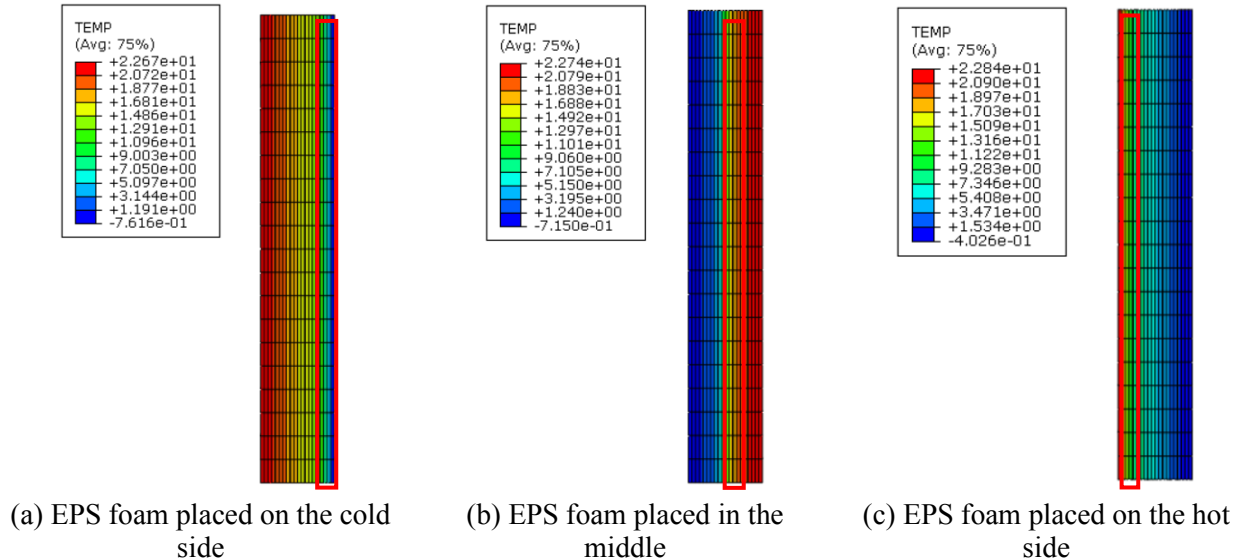 TEMP
(Avg: 75%)
+2.267e+01
+2.072e+01
+1.877e+01
+1.681e+01
+1.486e+01
+1.291e+01
+1.096e+01
+9.003e+00
+7.050e+00
+5.097e+00
+3.144e+00
+1.191e+00
-7.616e-01
TEMP
(Avg: 75%)
+2.274e+01
+2.079e+01
+1.883e+01
+1.688e+01
+1.492e+01
+1.297e+01
+1.101e+01
+9.060e+00
+7.105e+00
+5.150e+00
+3.195e+00
+1.240e+00
-7.150e-01
TEMP
(Avg: 75%)
+2.284e+01
+2.090e+01
+1.897e+01
+1.703e+01
+1.509e+01
+1.316e+01
+1.122e+01
+9.283e+00
+7.346e+00
+5.408e+00
+3.471e+00
+1.534e+00
-4.026e-01
(a) EPS foam placed on the cold
side
(b) EPS foam placed in the
middle
(c) EPS foam placed on the hot
side